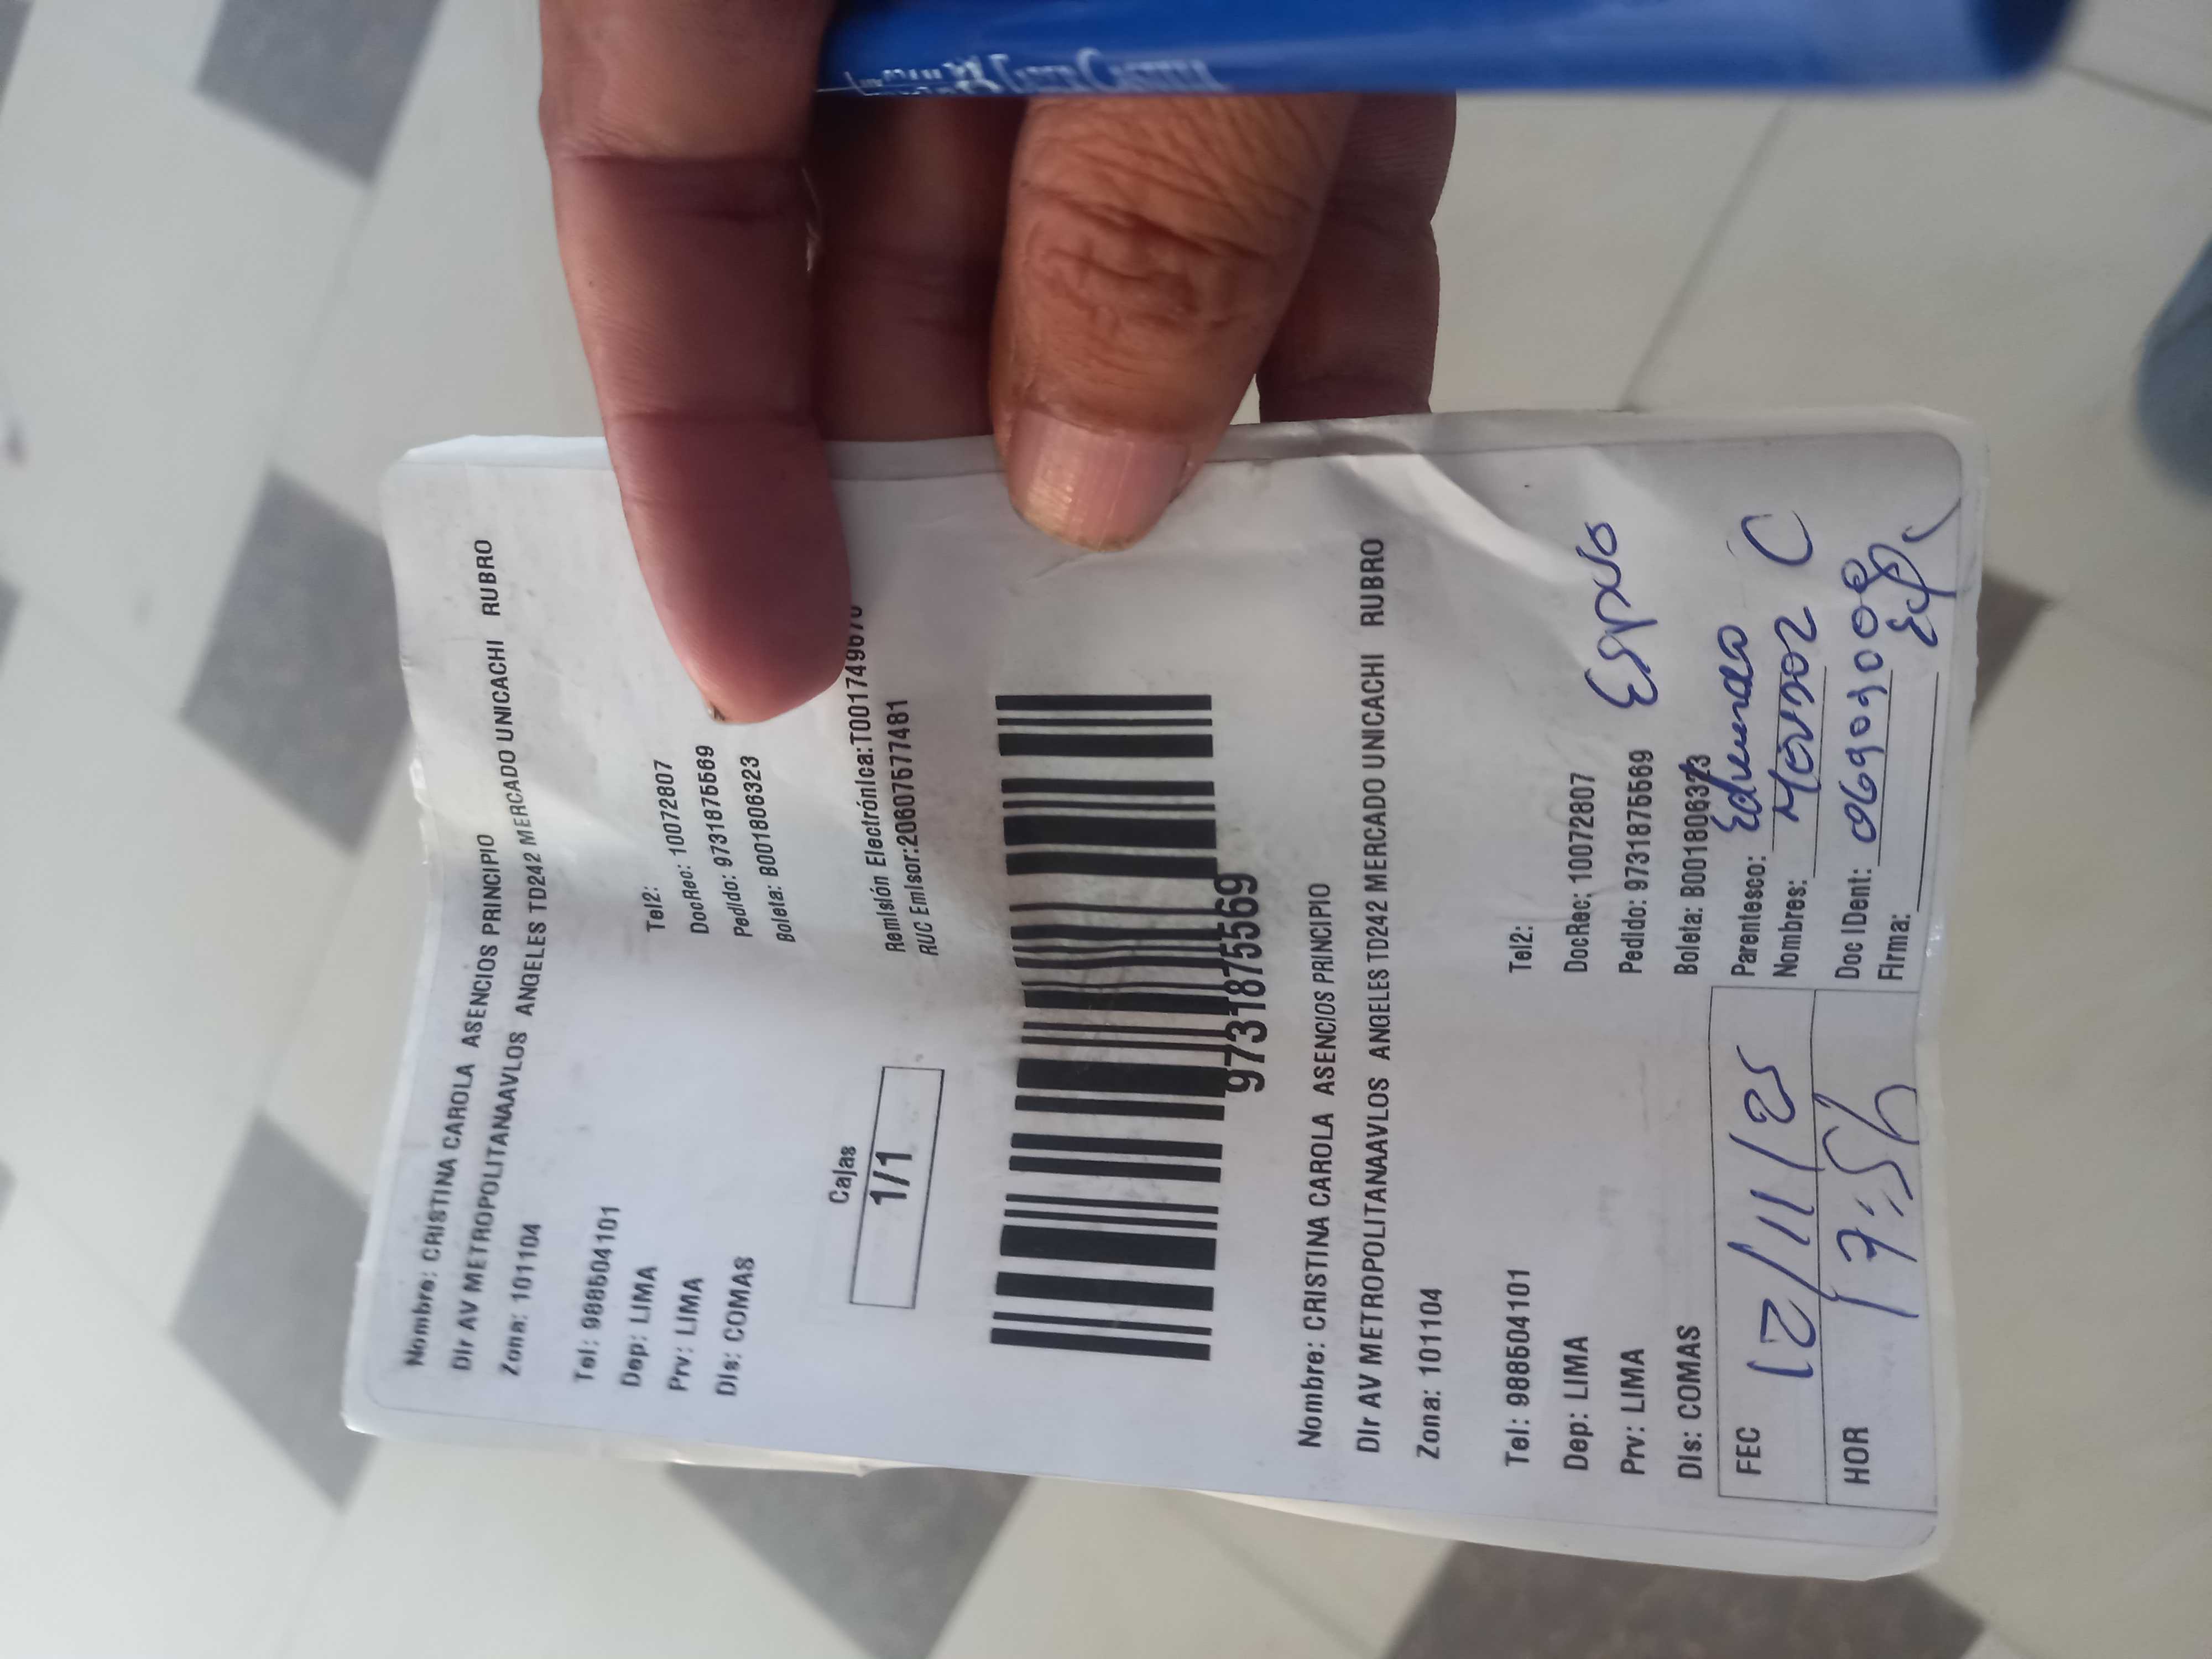 Nombre: CRISTINA CAROLA ASENCIOS PRINCIPIO
Dir AV METROPOLITANAAVLOS ANGELES TD242 MERCADO UNICACHI RUBRO
Zona: 101104
Tel: 988504101
Tel2:
Dep: LIMA
DocRec: 10072807
Prv: LIMA
Pedido: 9731875569
Dis: COMAS
Boleta: B001806323
Cajas
1/1
Remisión Electrónica:T00174967
RUC Emisor:20607577481
9731875569
Nombre: CRISTINA CAROLA ASENCIOS PRINCIPIO
Dir AV METROPOLITANAAVLOS ANGELES TD242 MERCADO UNICACHI RUBRO
Zona: 101104
Tel: 988504101
Tel2:
Dep: LIMA
DocRec: 10072807
Prv: LIMA
Pedido: 9731875569
Esposo
Dis: COMAS
Boleta: B001806323
FEC 12/11/25
Parentesco: Edmundo
Nombres: C
HOR 17:54
Doc IDent: 06909008
Firma: